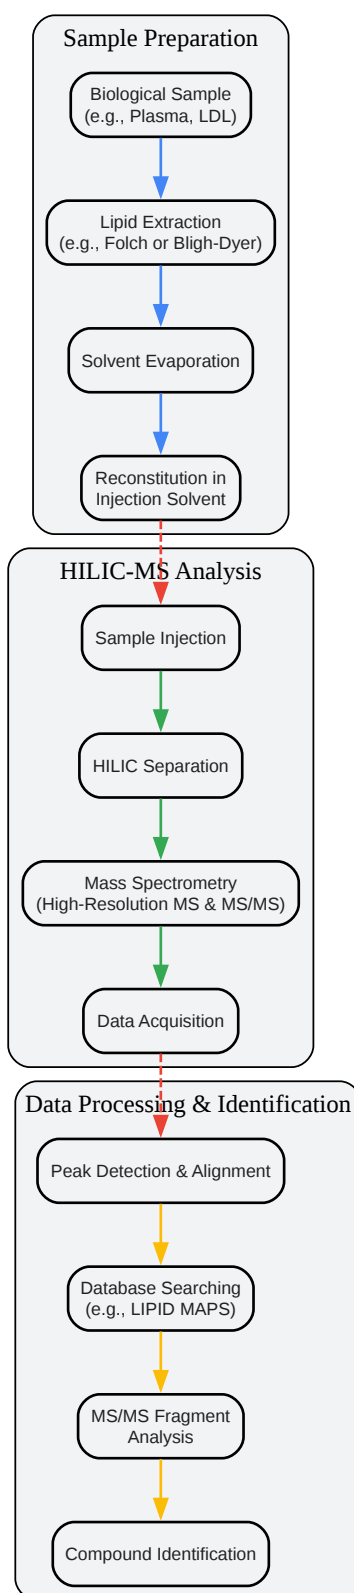 Sample Preparation
Biological Sample
(e.g., Plasma, LDL)
Lipid Extraction
(e.g., Folch or Bligh-Dyer)
Solvent Evaporation
Reconstitution in
Injection Solvent
HILIC-MS Analysis
Sample Injection
HILIC Separation
Mass Spectrometry
(High-Resolution MS & MS/MS)
Data Acquisition
Data Processing & Identification
Peak Detection & Alignment
Database Searching
(e.g., LIPID MAPS)
MS/MS Fragment
Analysis
Compound Identification